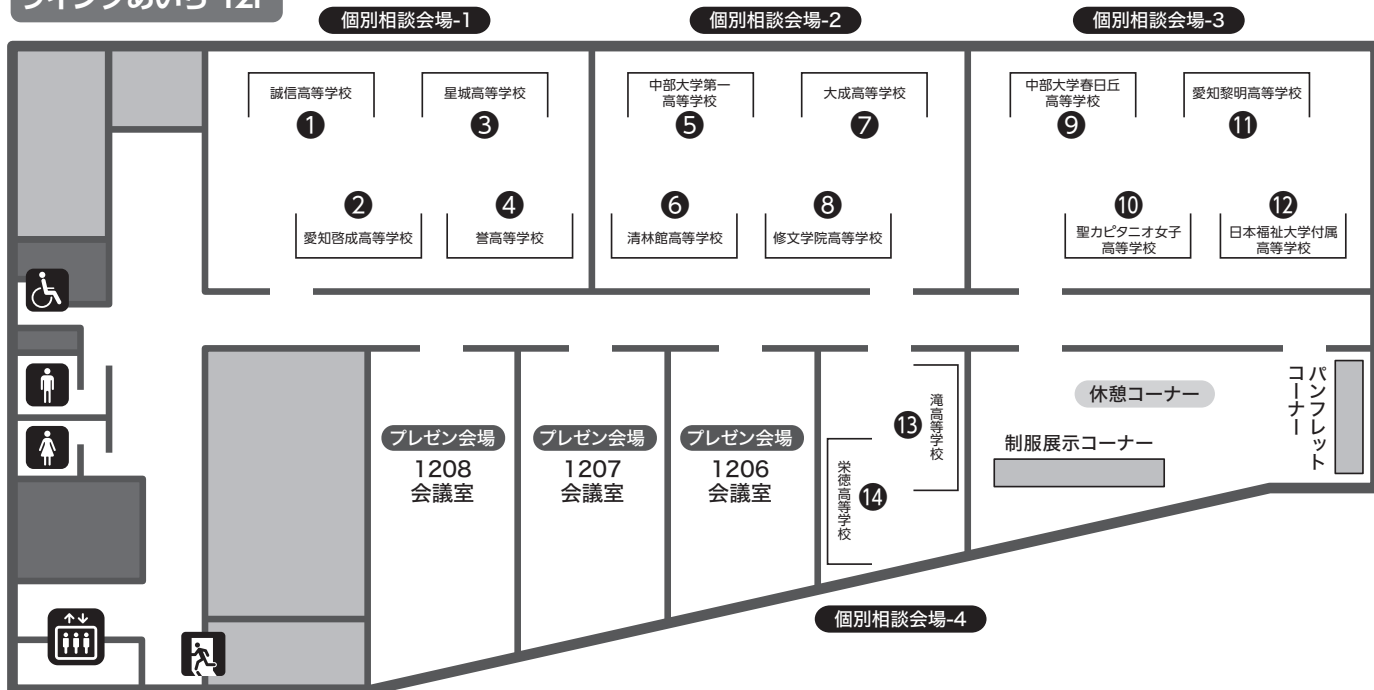 ウインクあいち 12F
個別相談会場-1
個別相談会場-2
個別相談会場-3
誠信高等学校
1
星城高等学校
3
2
愛知啓成高等学校
4
誉高等学校
中部大学第一
高等学校
5
大成高等学校
7
6
清林館高等学校
8
修文学院高等学校
中部大学春日丘
高等学校
9
愛知黎明高等学校
11
10
聖カピタニオ女子
高等学校
12
日本福祉大学付属
高等学校
プレゼン会場
1208
会議室
プレゼン会場
1207
会議室
プレゼン会場
1206
会議室
13
滝高等学校
14
栄徳高等学校
休憩コーナー
制服展示コーナー
パンフレット
コーナー
個別相談会場-4